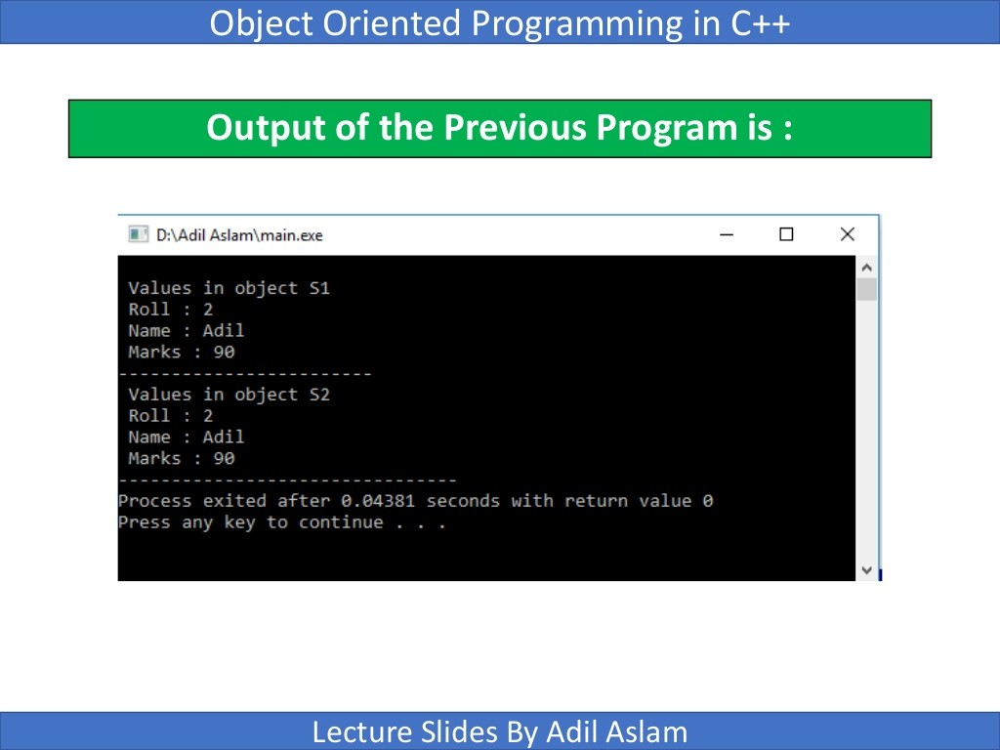 Object Oriented Programming in C++
Output of the Previous Program is :
D:\Adil Aslam\main.exe
Values in object S1
Roll : 2
Name : Adil
Marks : 90
------------------------
Values in object S2
Roll : 2
Name : Adil
Marks : 90
--------------------------------
Process exited after 0.04381 seconds with return value 0
Press any key to continue . . .
Lecture Slides By Adil Aslam